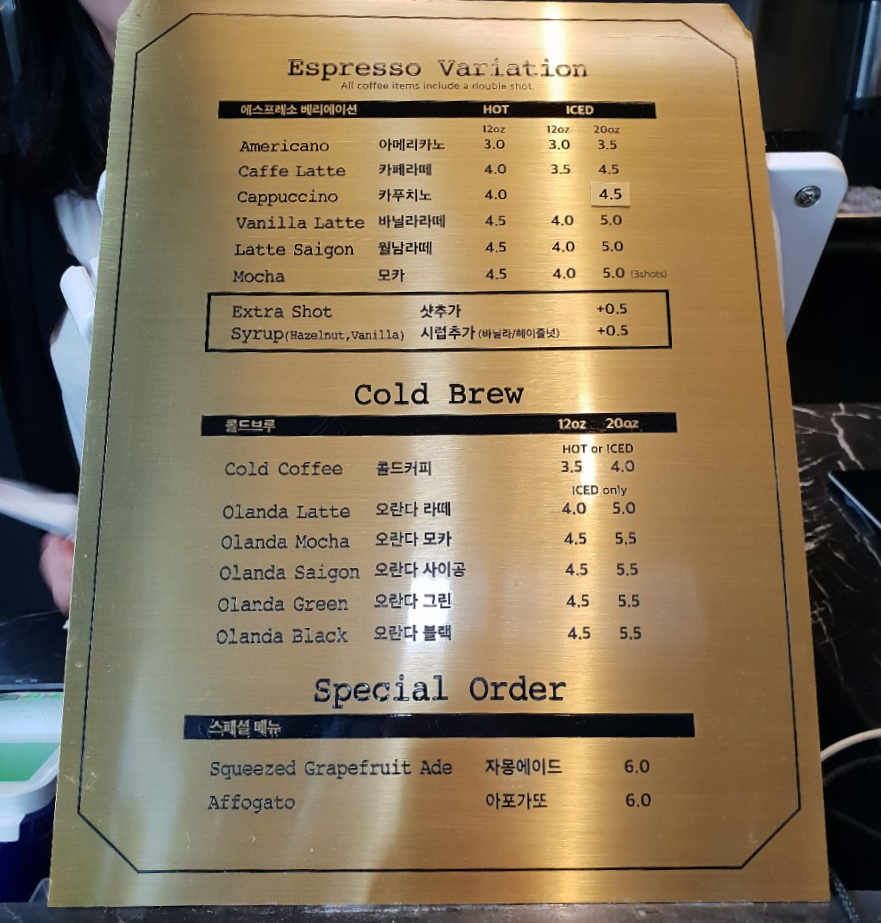 Espresso Variation
All coffee items include a double shot.
에스프레소 베리에이션 HOT ICED
12oz 12oz 20oz
Americano 아메리카노 3.0 3.0 3.5
Caffe Latte 카페라떼 4.0 3.5 4.5
Cappuccino 카푸치노 4.0 4.5
Vanilla Latte 바닐라라떼 4.5 4.0 5.0
Latte Saigon 월남라떼 4.5 4.0 5.0
Mocha 모카 4.5 4.0 5.0 (3shots)
Extra Shot 샷추가 +0.5
Syrup(Hazelnut,Vanilla) 시럽추가 (바닐라/헤이즐넛) +0.5
Cold Brew
콜드브루 12oz 20oz
HOT or ICED
Cold Coffee 콜드커피 3.5 4.0
ICED only
Olanda Latte 오란다 라떼 4.0 5.0
Olanda Mocha 오란다 모카 4.5 5.5
Olanda Saigon 오란다 사이공 4.5 5.5
Olanda Green 오란다 그린 4.5 5.5
Olanda Black 오란다 블랙 4.5 5.5
Special Order
스페셜 메뉴
Squeezed Grapefruit Ade 자몽에이드 6.0
Affogato 아포가또 6.0